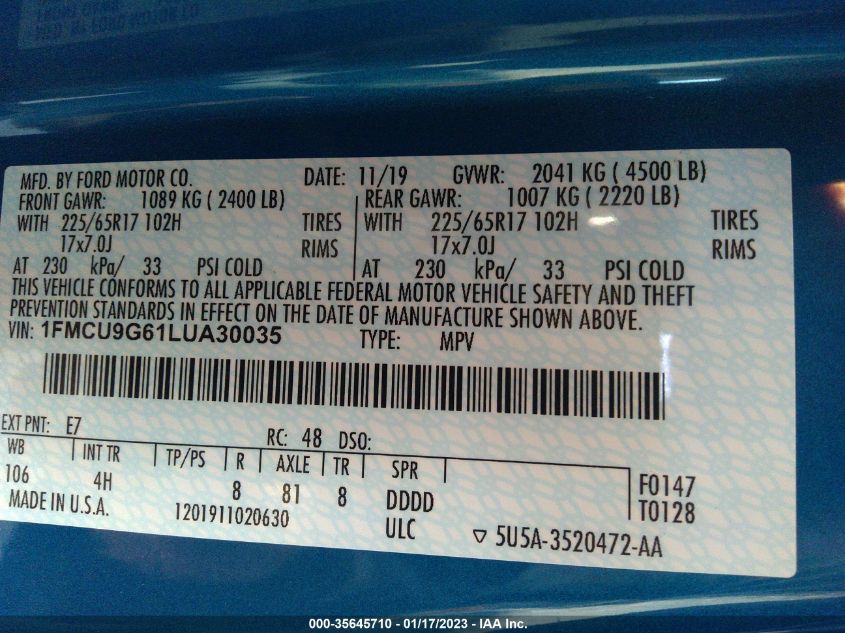 MFD. BY FORD MOTOR CO. DATE: 11/19 GVWR: 2041 KG ( 4500 LB)
FRONT GAWR: 1089 KG ( 2400 LB) REAR GAWR: 1007 KG ( 2220 LB)
WITH 225/65R17 102H TIRES WITH 225/65R17 102H TIRES
17x7.0J RIMS 17x7.0J RIMS
AT 230 kPa/ 33 PSI COLD AT 230 kPa/ 33 PSI COLD
THIS VEHICLE CONFORMS TO ALL APPLICABLE FEDERAL MOTOR VEHICLE SAFETY AND THEFT
PREVENTION STANDARDS IN EFFECT ON THE DATE OF MANUFACTURE SHOWN ABOVE.
VIN: 1FMCU9G61LUA30035 TYPE: MPV
EXT PNT: E7 RC: 48 DSO:
WB INT TR TP/PS R AXLE TR SPR
106 4H 8 81 8 DDDD F0147
MADE IN U.S.A. 1201911020630 ULC T0128
▽ 5U5A-3520472-AA
000-35645710 — 01/17/2023 — IAA Inc.